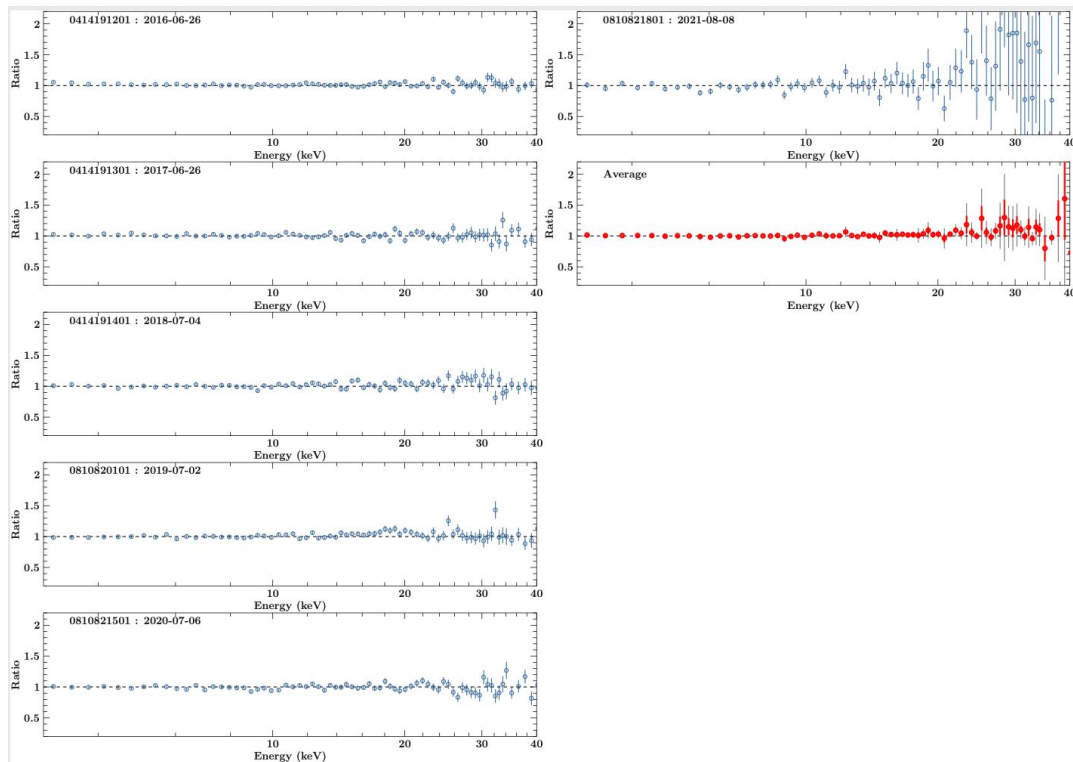 0414191201 : 2016-06-26
2
1.5
1
0.5
Ratio
10 20 30 40
Energy (keV)
0414191301 : 2017-06-26
2
1.5
1
0.5
Ratio
10 20 30 40
Energy (keV)
0414191401 : 2018-07-04
2
1.5
1
0.5
Ratio
10 20 30 40
Energy (keV)
0810820101 : 2019-07-02
2
1.5
1
0.5
Ratio
10 20 30 40
Energy (keV)
0810821501 : 2020-07-06
2
1.5
1
0.5
Ratio
10 20 30 40
Energy (keV)
0810821801 : 2021-08-08
2
1.5
1
0.5
Ratio
10 20 30 40
Energy (keV)
Average
2
1.5
1
0.5
Ratio
10 20 30 40
Energy (keV)